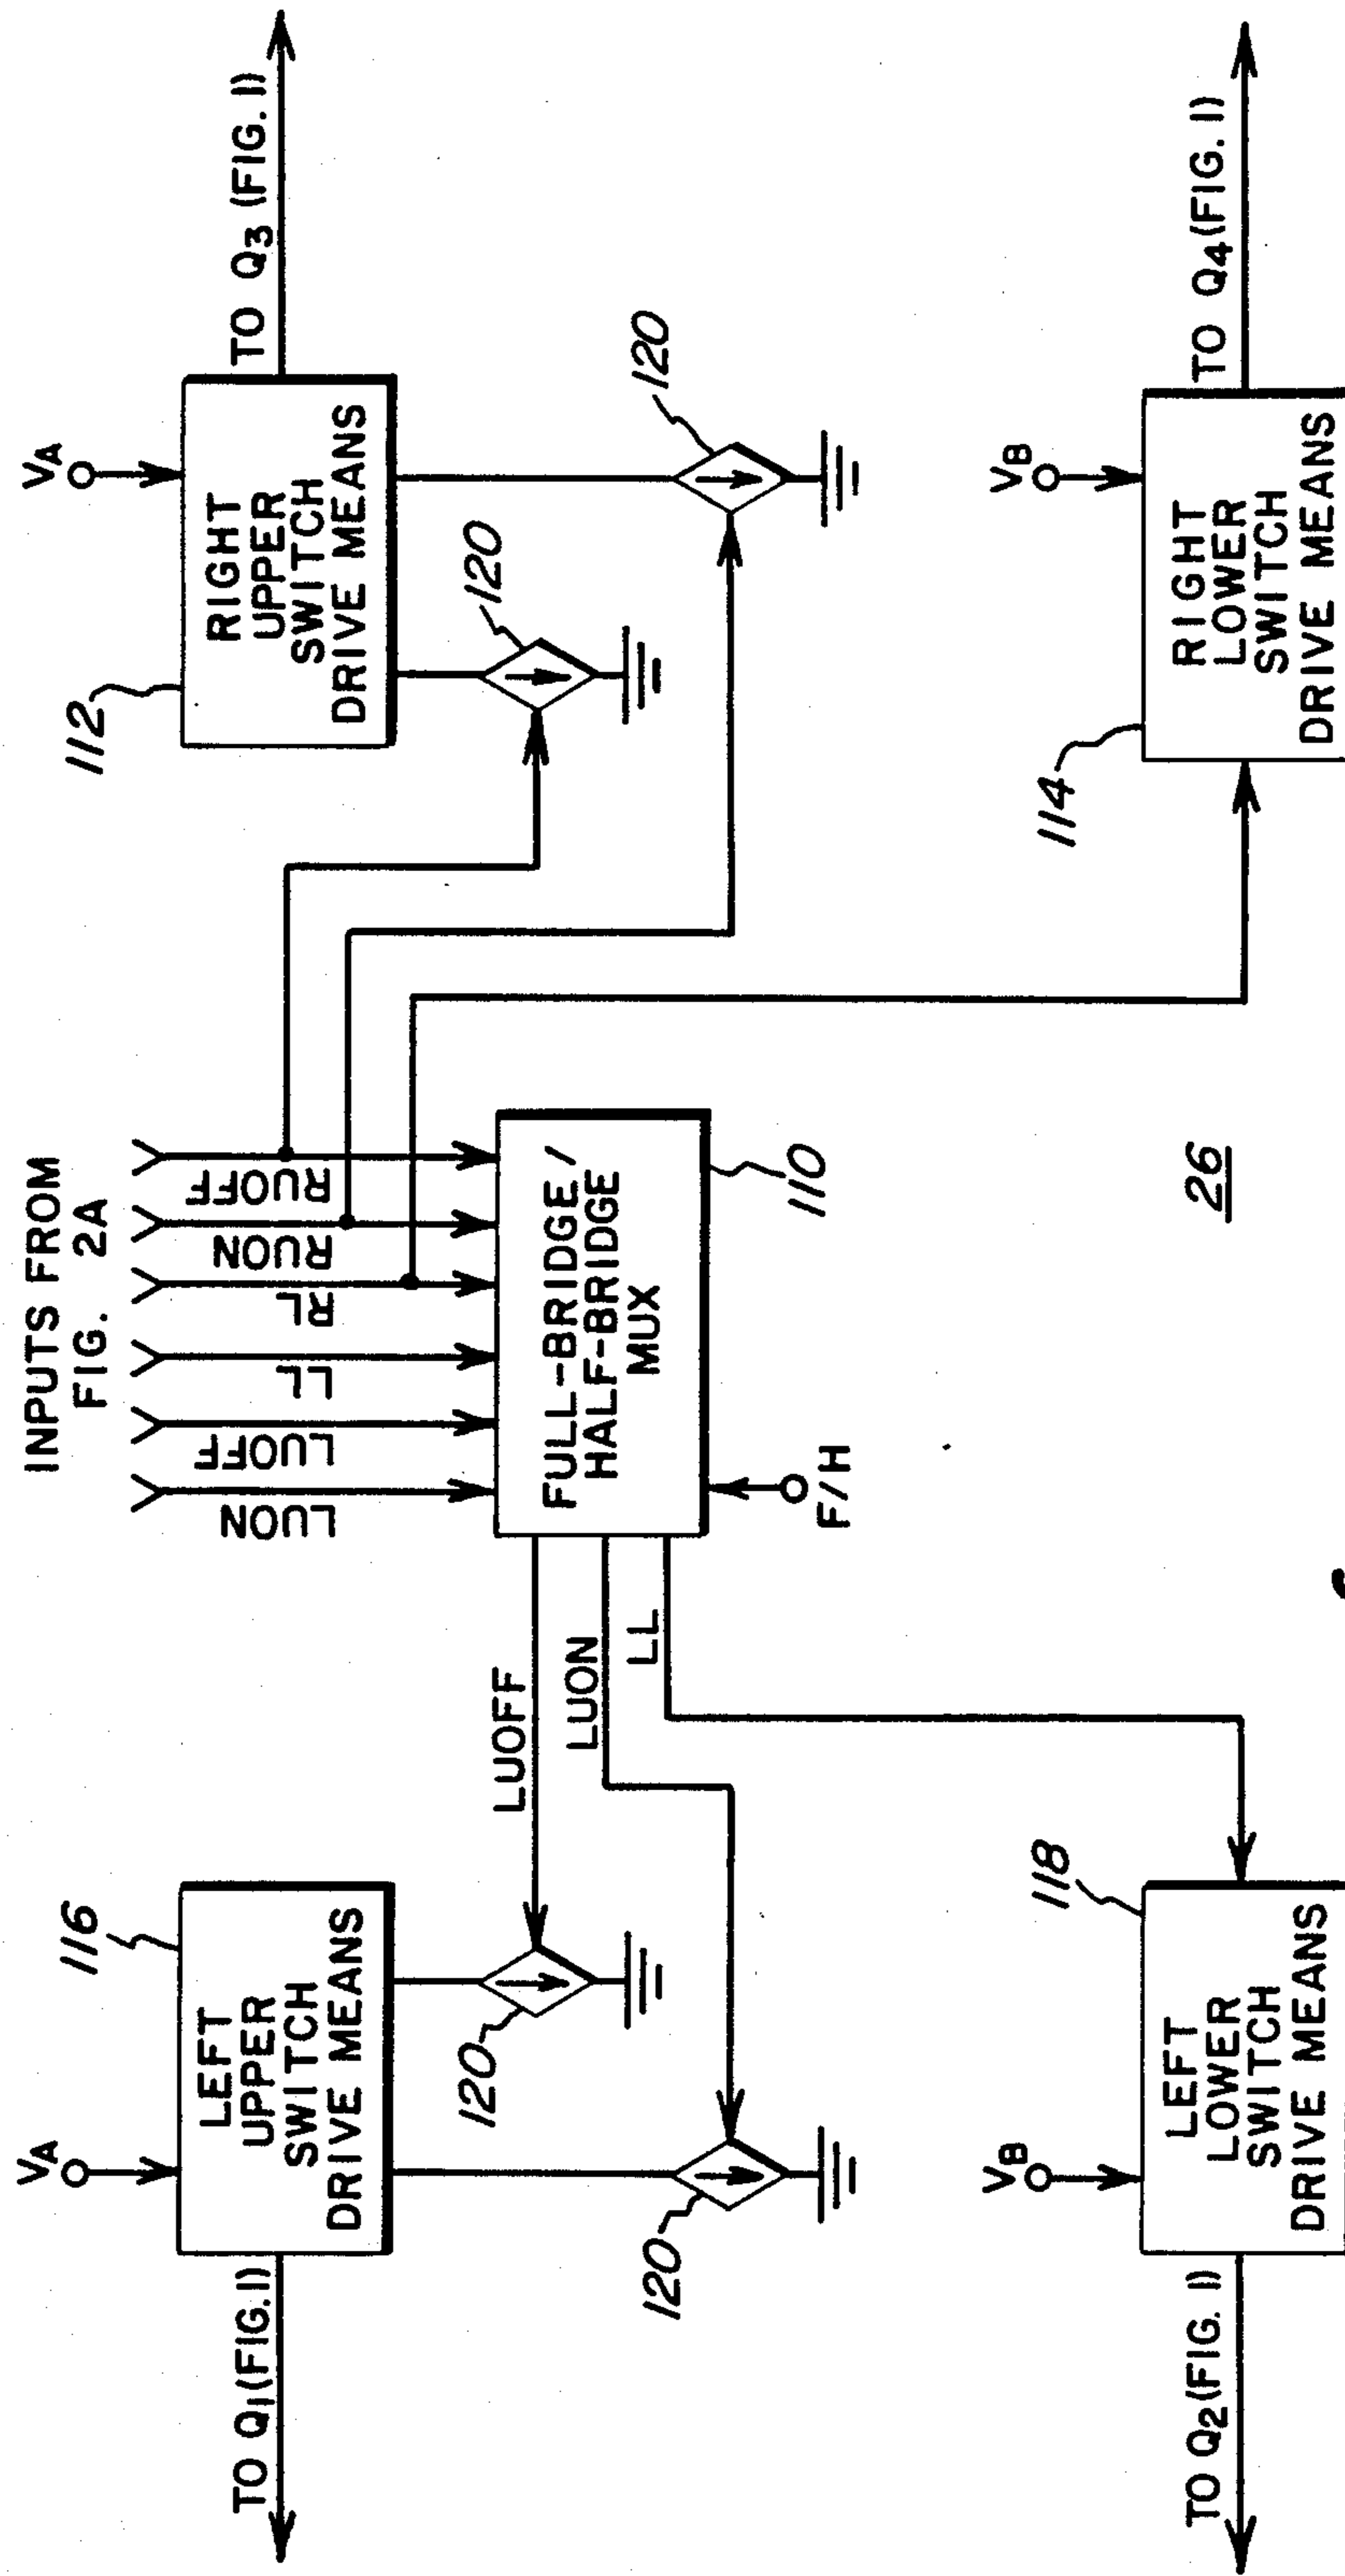 INPUTS FROM
FIG. 2A
LUON
LUOFF
LL
RL
RUON
RUOFF
VA
116
LEFT
UPPER
SWITCH
DRIVE MEANS
TO Q1 (FIG. 1)
120
120
LUOFF
LUON
LL
FULL-BRIDGE/
HALF-BRIDGE
MUX
110
F/H
VA
112
RIGHT
UPPER
SWITCH
DRIVE MEANS
TO Q3 (FIG. 1)
120
120
VB
118
LEFT
LOWER
SWITCH
DRIVE MEANS
TO Q2 (FIG. 1)
26
VB
114
RIGHT
LOWER
SWITCH
DRIVE MEANS
TO Q4 (FIG. 1)